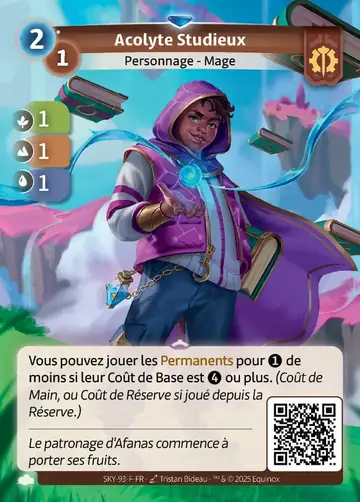 2
1
Acolyte Studieux
Personnage - Mage
1
1
1
Vous pouvez jouer les Permanents pour 1 de
moins si leur Coût de Base est 4 ou plus. (Coût de
Main, ou Coût de Réserve si joué depuis la
Réserve.)
Le patronage d'Afanas commence à
porter ses fruits.
SKY-93-F-FR - Tristan Bideau - ™ & © 2025 Equinox